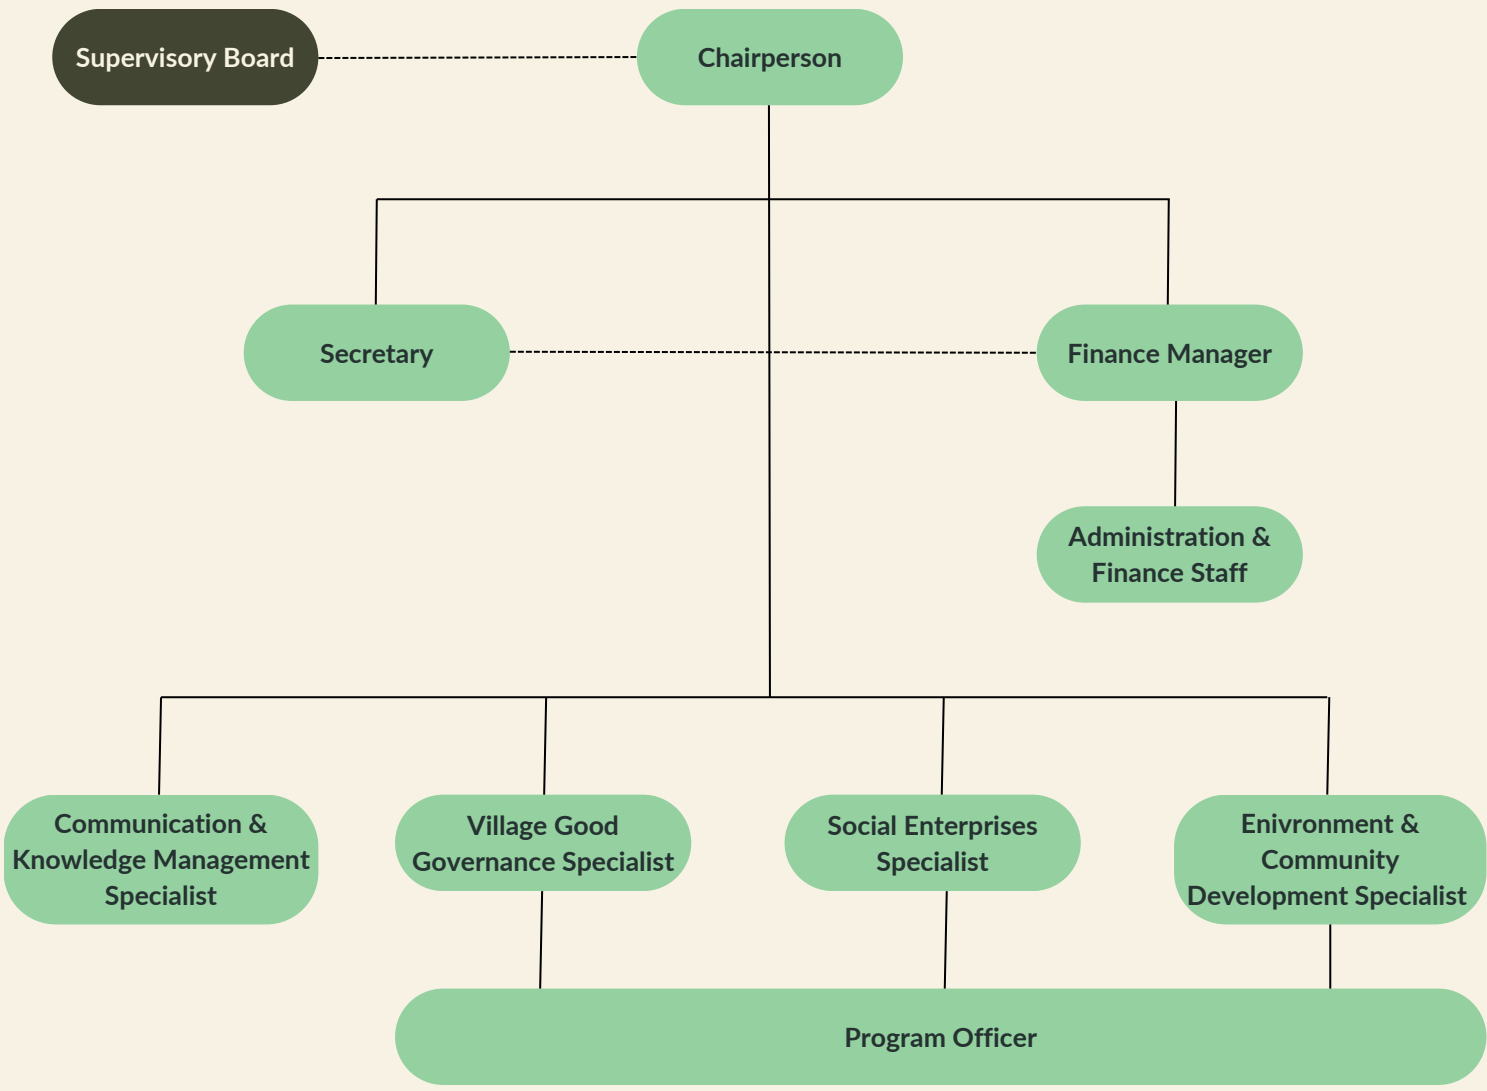 Supervisory Board
Chairperson
Secretary
Finance Manager
Administration &
Finance Staff
Communication &
Knowledge Management
Specialist
Village Good
Governance Specialist
Social Enterprises
Specialist
Enivronment &
Community
Development Specialist
Program Officer